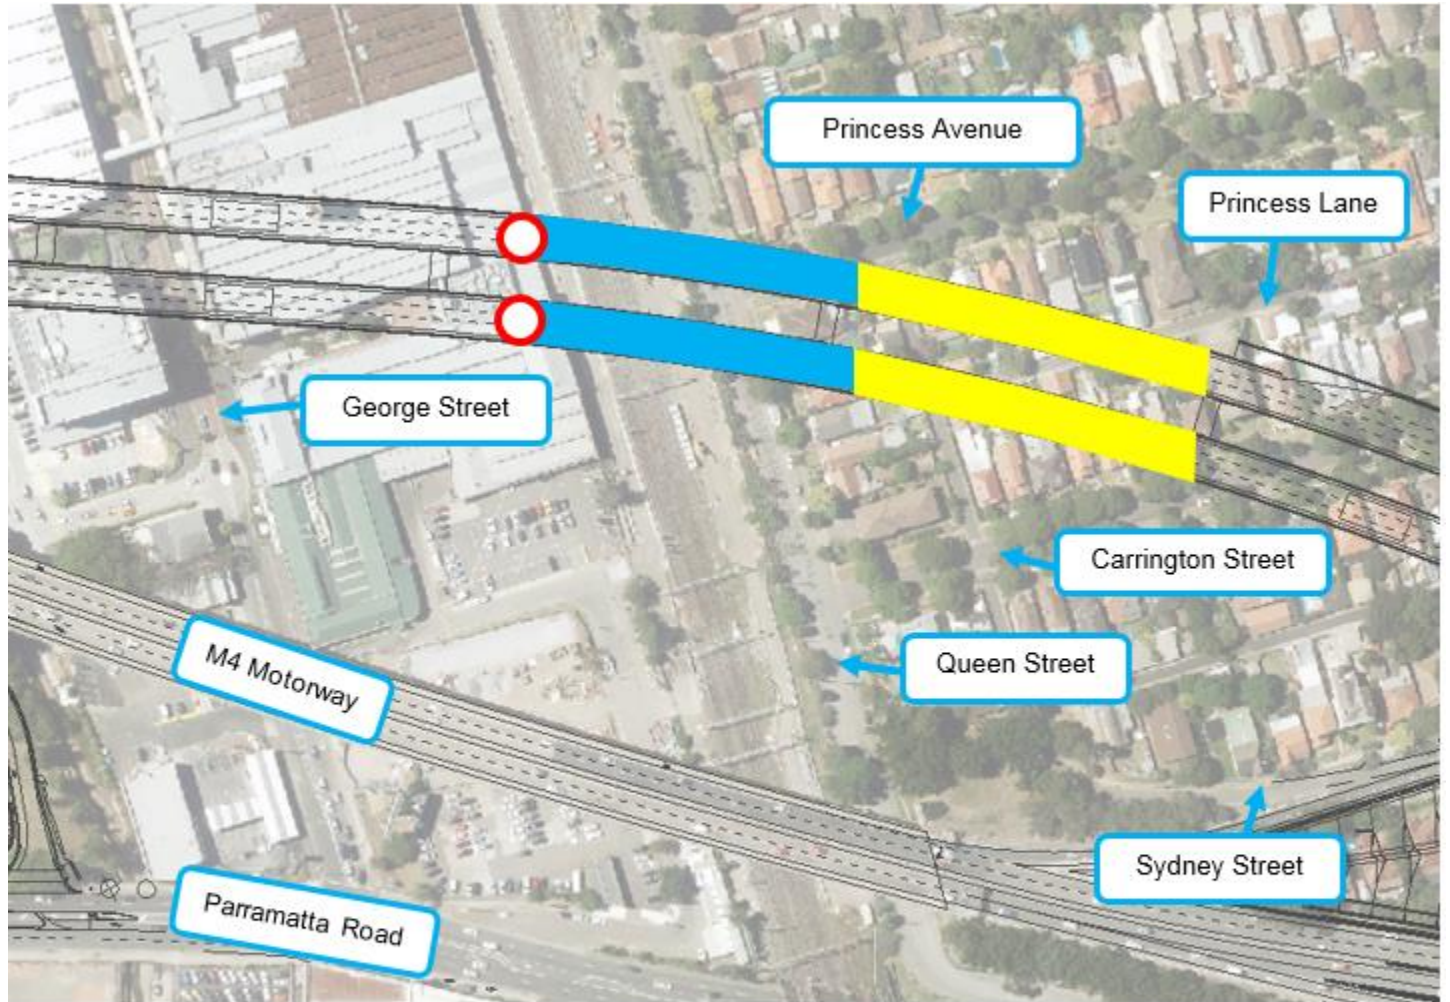 Princess Avenue
Princess Lane
George Street
Carrington Street
M4 Motorway
Queen Street
Sydney Street
Parramatta Road